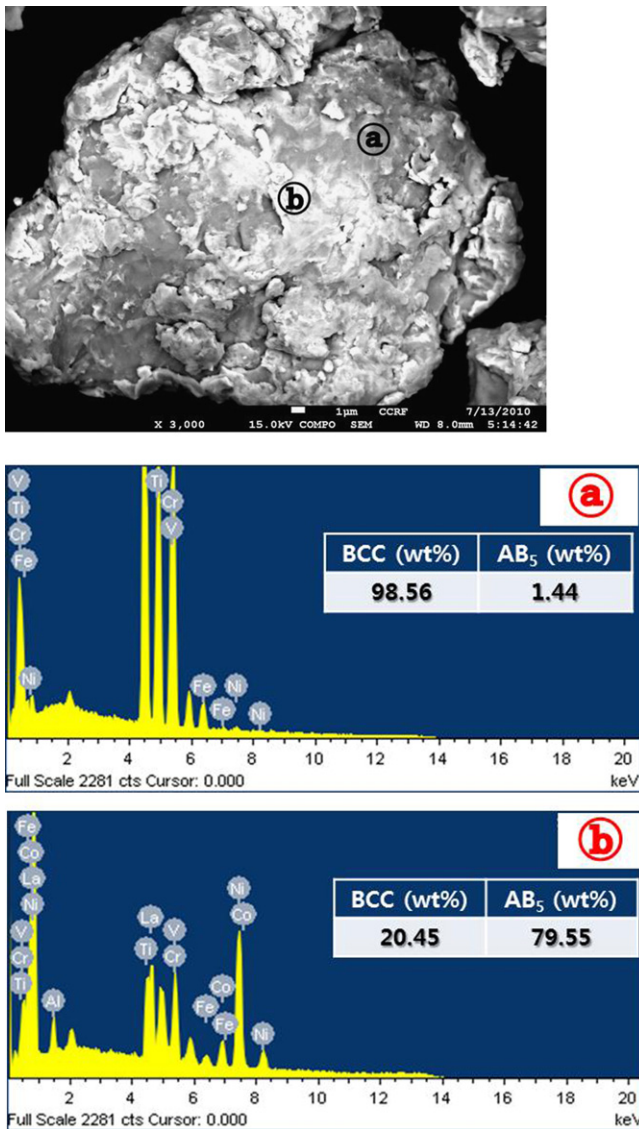 ⓐ
ⓑ
1μm CCRF 7/13/2010
X 3,000 15.0kV COMPO SEM WD 8.0mm 5:14:42
ⓐ
V
Ti
Cr
Fe
Ni
Ti
Cr
V
Fe
Fe
Ni
Ni
BCC (wt%) AB₅ (wt%)
98.56 1.44
2 4 6 8 10 12 14 16 18 20
Full Scale 2281 cts Cursor: 0.000 keV
ⓑ
Fe
Co
La
Ni
V
Cr
Ti
Al
La
Ti
V
Cr
Fe
Co
Fe
Ni
Co
Ni
BCC (wt%) AB₅ (wt%)
20.45 79.55
2 4 6 8 10 12 14 16 18 20
Full Scale 2281 cts Cursor: 0.000 keV